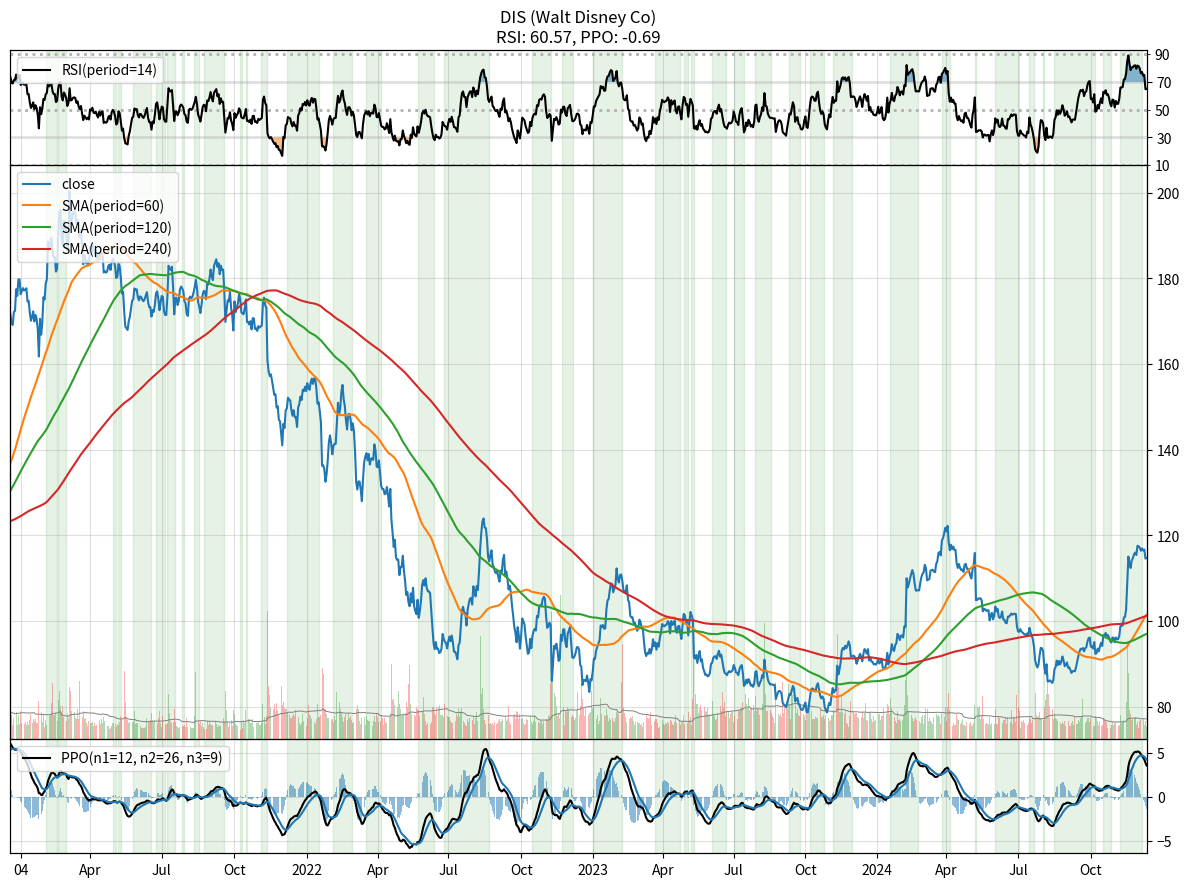 DIS (Walt Disney Co)
RSI: 60.57, PPO: -0.69
RSI(period=14)
90
70
50
30
10
close
SMA(period=60)
SMA(period=120)
SMA(period=240)
200
180
160
140
120
100
80
PPO(n1=12, n2=26, n3=9)
5
0
−5
04 Apr Jul Oct 2022 Apr Jul Oct 2023 Apr Jul Oct 2024 Apr Jul Oct